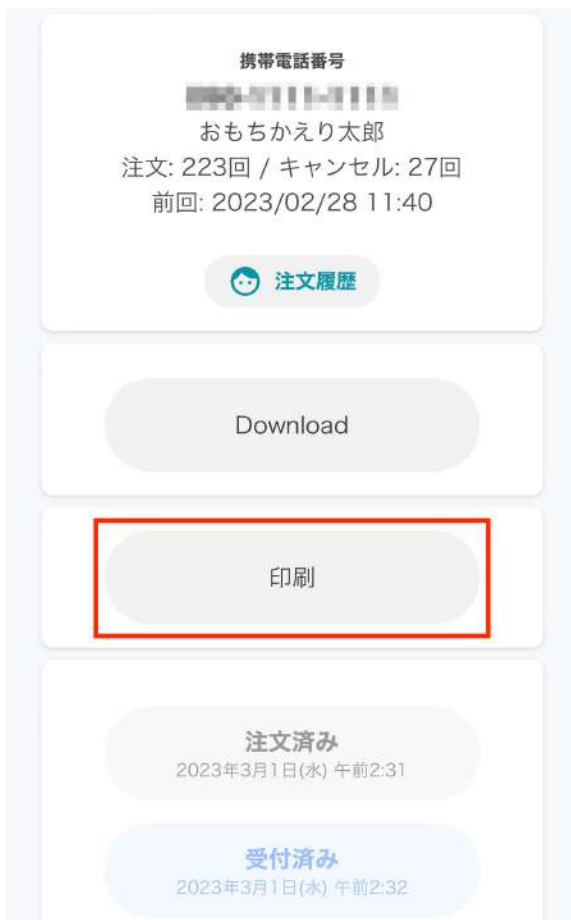 携帯電話番号
おもちかえり太郎
注文: 223回 / キャンセル: 27回
前回: 2023/02/28 11:40
注文履歴
Download
印刷
注文済み
2023年3月1日(水) 午前2:31
受付済み
2023年3月1日(水) 午前2:32